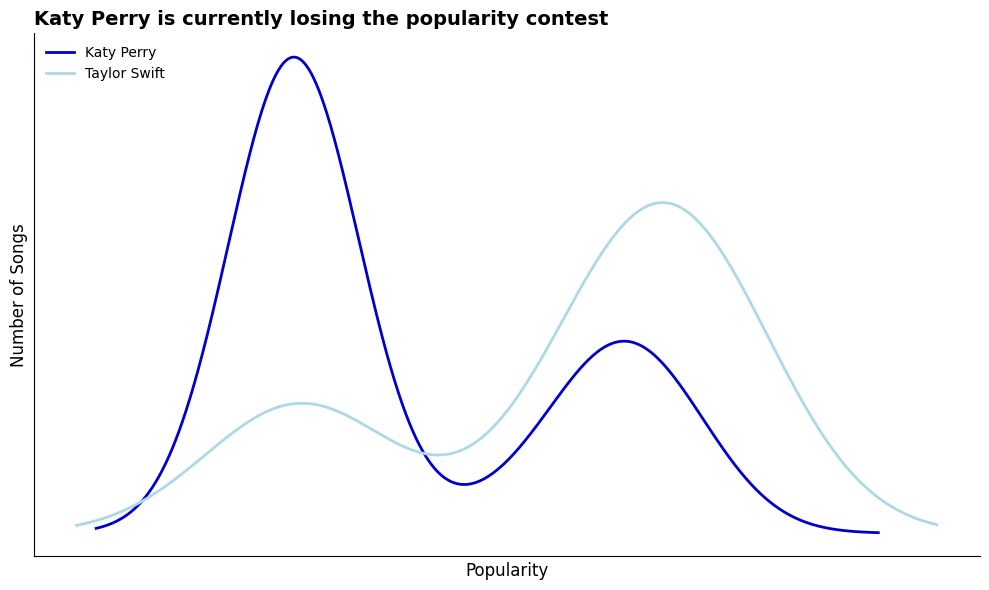 Katy Perry is currently losing the popularity contest
Katy Perry
Taylor Swift
Number of Songs
Popularity